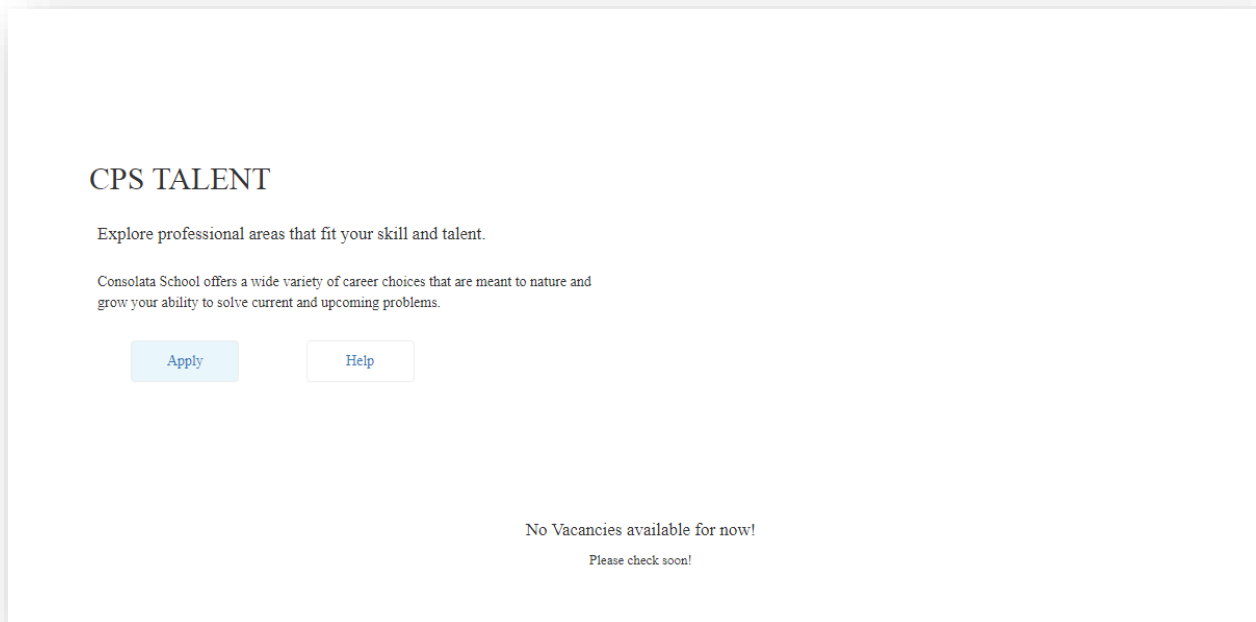 CPS TALENT
Explore professional areas that fit your skill and talent.
Consolata School offers a wide variety of career choices that are meant to nature and
grow your ability to solve current and upcoming problems.
Apply
Help
No Vacancies available for now!
Please check soon!